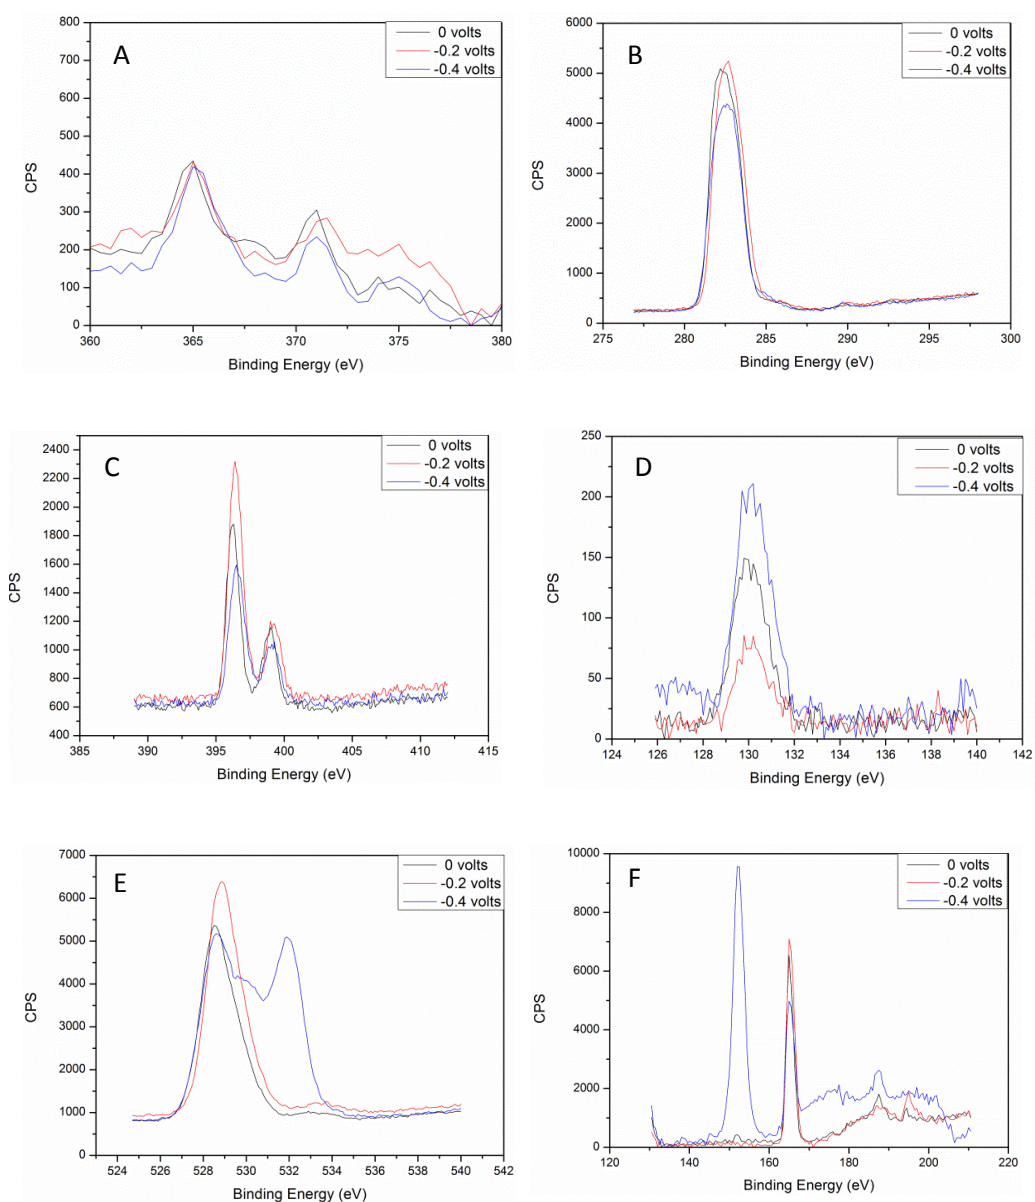 A
0 volts
-0.2 volts
-0.4 volts
800
700
600
500
400
300
200
100
0
CPS
360 365 370 375 380
Binding Energy (eV)
B
0 volts
-0.2 volts
-0.4 volts
6000
5000
4000
3000
2000
1000
0
CPS
275 280 285 290 295 300
Binding Energy (eV)
C
0 volts
-0.2 volts
-0.4 volts
2400
2200
2000
1800
1600
1400
1200
1000
800
600
400
CPS
385 390 395 400 405 410 415
Binding Energy (eV)
D
0 volts
-0.2 volts
-0.4 volts
250
200
150
100
50
0
CPS
124 126 128 130 132 134 136 138 140 142
Binding Energy (eV)
E
0 volts
-0.2 volts
-0.4 volts
7000
6000
5000
4000
3000
2000
1000
0
CPS
524 526 528 530 532 534 536 538 540 542
Binding Energy (eV)
F
0 volts
-0.2 volts
-0.4 volts
10000
8000
6000
4000
2000
0
CPS
120 140 160 180 200 220
Binding Energy (eV)